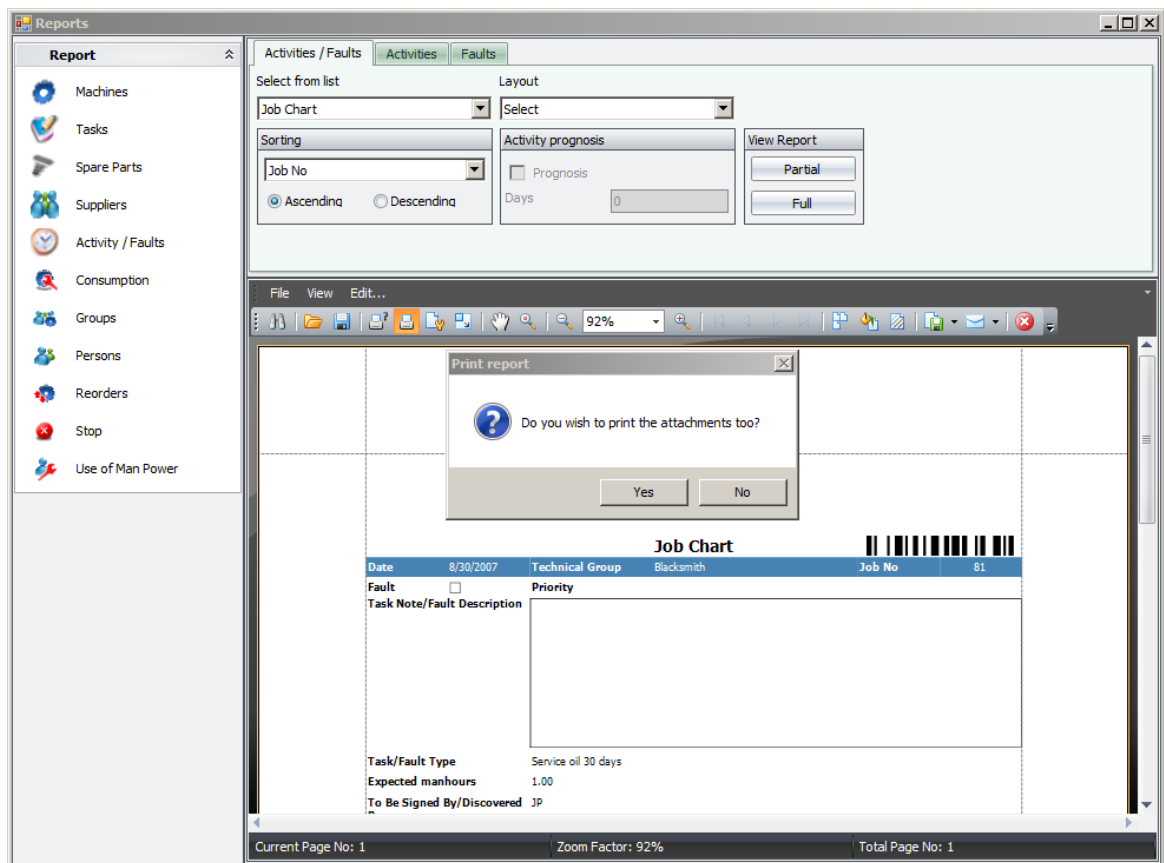 Reports
Report
Machines
Tasks
Spare Parts
Suppliers
Activity / Faults
Consumption
Groups
Persons
Reorders
Stop
Use of Man Power
Activities / Faults Activities Faults
Select from list Layout
Job Chart Select
Sorting Activity prognosis View Report
Job No Prognosis Partial
Ascending Descending Days 0 Full
File View Edit...
92%
Print report
Do you wish to print the attachments too?
Yes No
Job Chart
Date 8/30/2007 Technical Group Blacksmith Job No 81
Fault Priority
Task Note/Fault Description
Task/Fault Type Service oil 30 days
Expected manhours 1.00
To Be Signed By/Discovered JP
Current Page No: 1 Zoom Factor: 92% Total Page No: 1